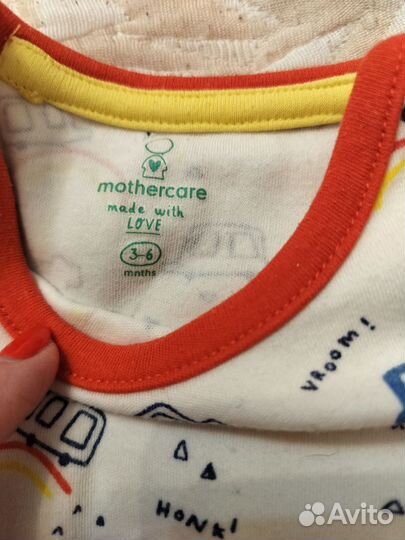 mothercare
made with
LOVE
3-6
mnths
VROOM!
HONK!
Avito